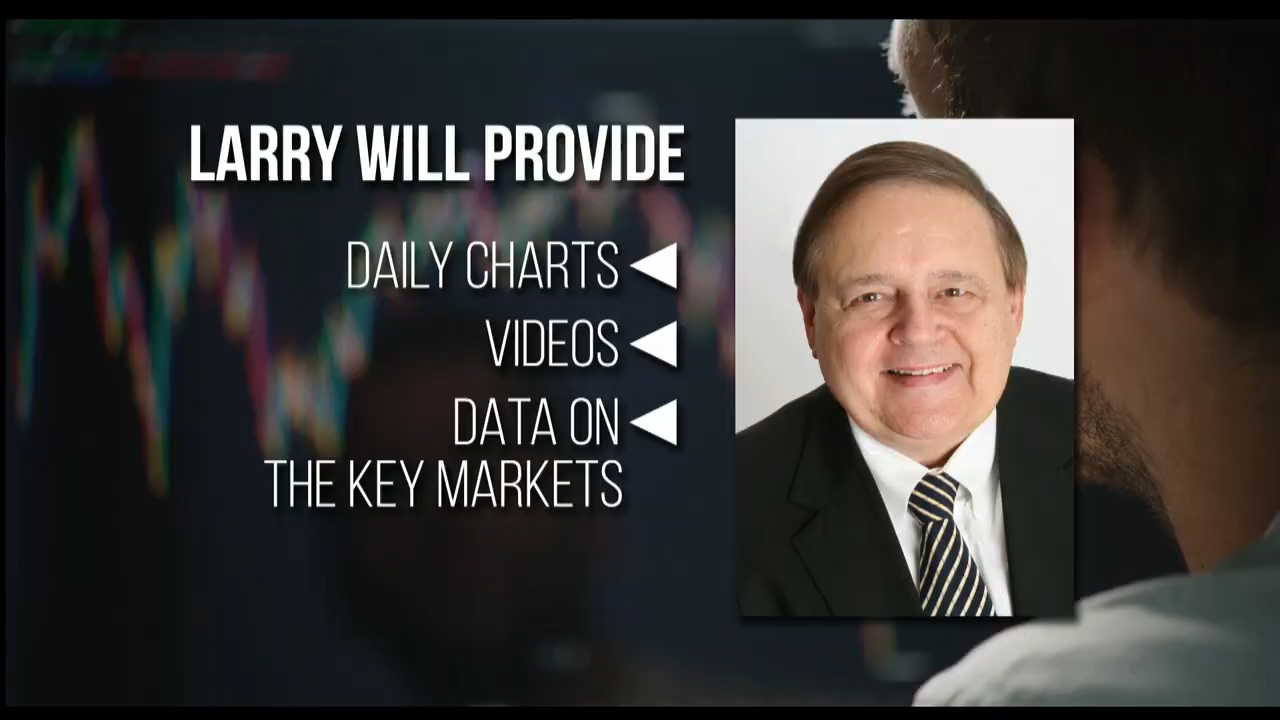 LARRY WILL PROVIDE
DAILY CHARTS
VIDEOS
DATA ON
THE KEY MARKETS